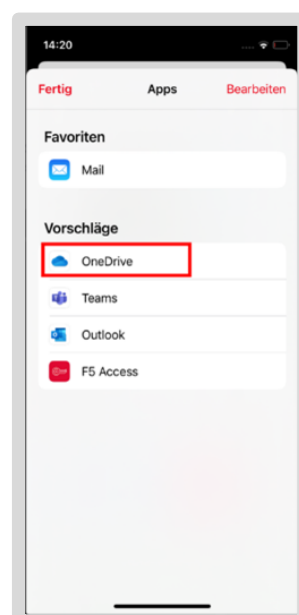 14:20
Fertig Apps Bearbeiten
Favoriten
Mail
Vorschläge
OneDrive
Teams
Outlook
F5 Access